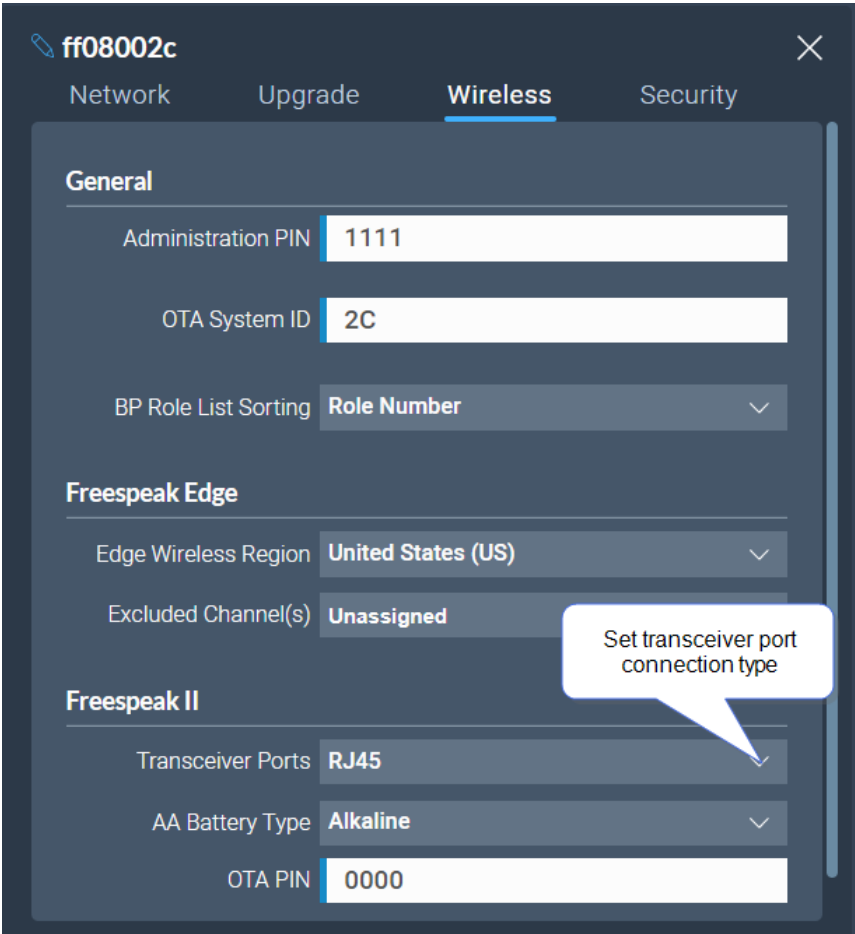 ff08002c
Network Upgrade Wireless Security
General
Administration PIN 1111
OTA System ID 2C
BP Role List Sorting Role Number
Freespeak Edge
Edge Wireless Region United States (US)
Excluded Channel(s) Unassigned
Set transceiver port
connection type
Freespeak II
Transceiver Ports RJ45
AA Battery Type Alkaline
OTA PIN 0000